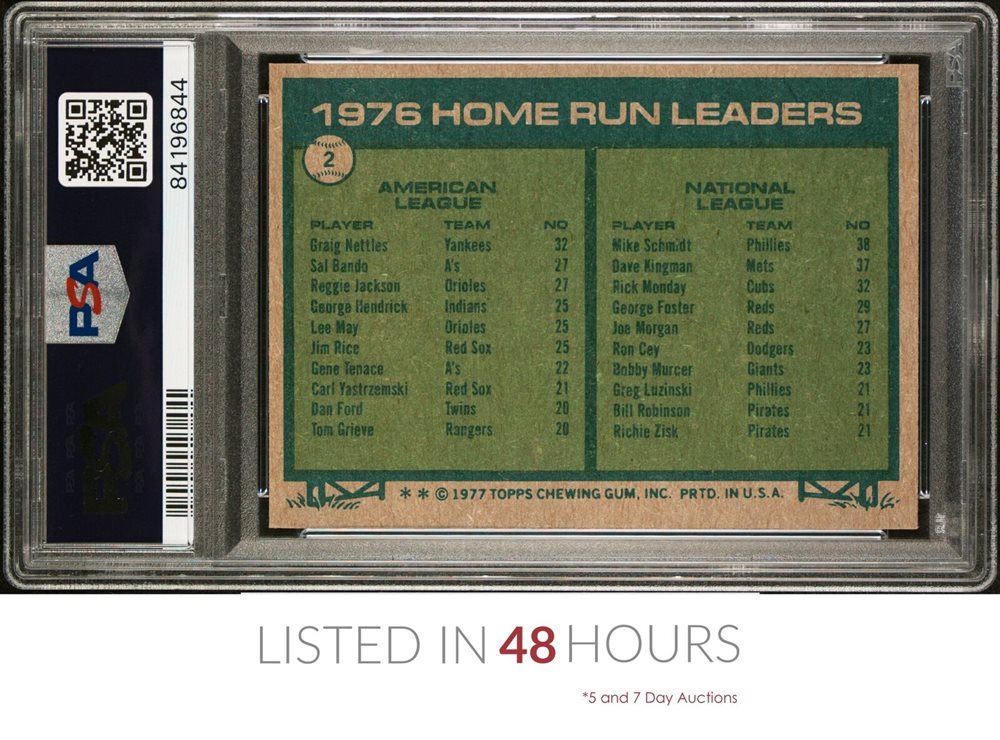 84196844
PSA
1976 HOME RUN LEADERS
2
AMERICAN LEAGUE
PLAYER TEAM NO
Graig Nettles Yankees 32
Sal Bando A's 27
Reggie Jackson Orioles 27
George Hendrick Indians 25
Lee May Orioles 25
Jim Rice Red Sox 25
Gene Tenace A's 22
Carl Yastrzemski Red Sox 21
Dan Ford Twins 20
Tom Grieve Rangers 20
NATIONAL LEAGUE
PLAYER TEAM NO
Mike Schmidt Phillies 38
Dave Kingman Mets 37
Rick Monday Cubs 32
George Foster Reds 29
Joe Morgan Reds 27
Ron Cey Dodgers 23
Bobby Murcer Giants 23
Greg Luzinski Phillies 21
Bill Robinson Pirates 21
Richie Zisk Pirates 21
* * © 1977 TOPPS CHEWING GUM, INC. PRTD. IN U.S.A.
PSA
LISTED IN 48 HOURS
*5 and 7 Day Auctions